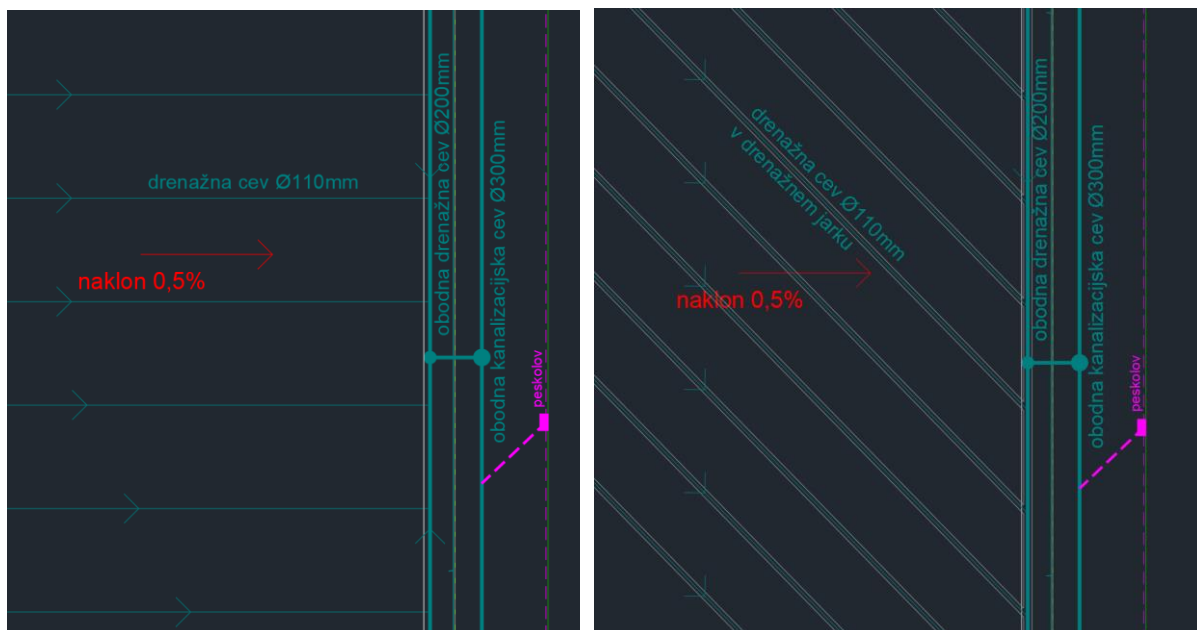 drenažna cev Ø110mm
naklon 0,5%
obodna drenažna cev Ø200mm
obodna kanalizacijska cev Ø300mm
peskolov
drenažna cev Ø110mm
v drenažnem jarku
naklon 0,5%
obodna drenažna cev Ø200mm
obodna kanalizacijska cev Ø300mm
peskolov